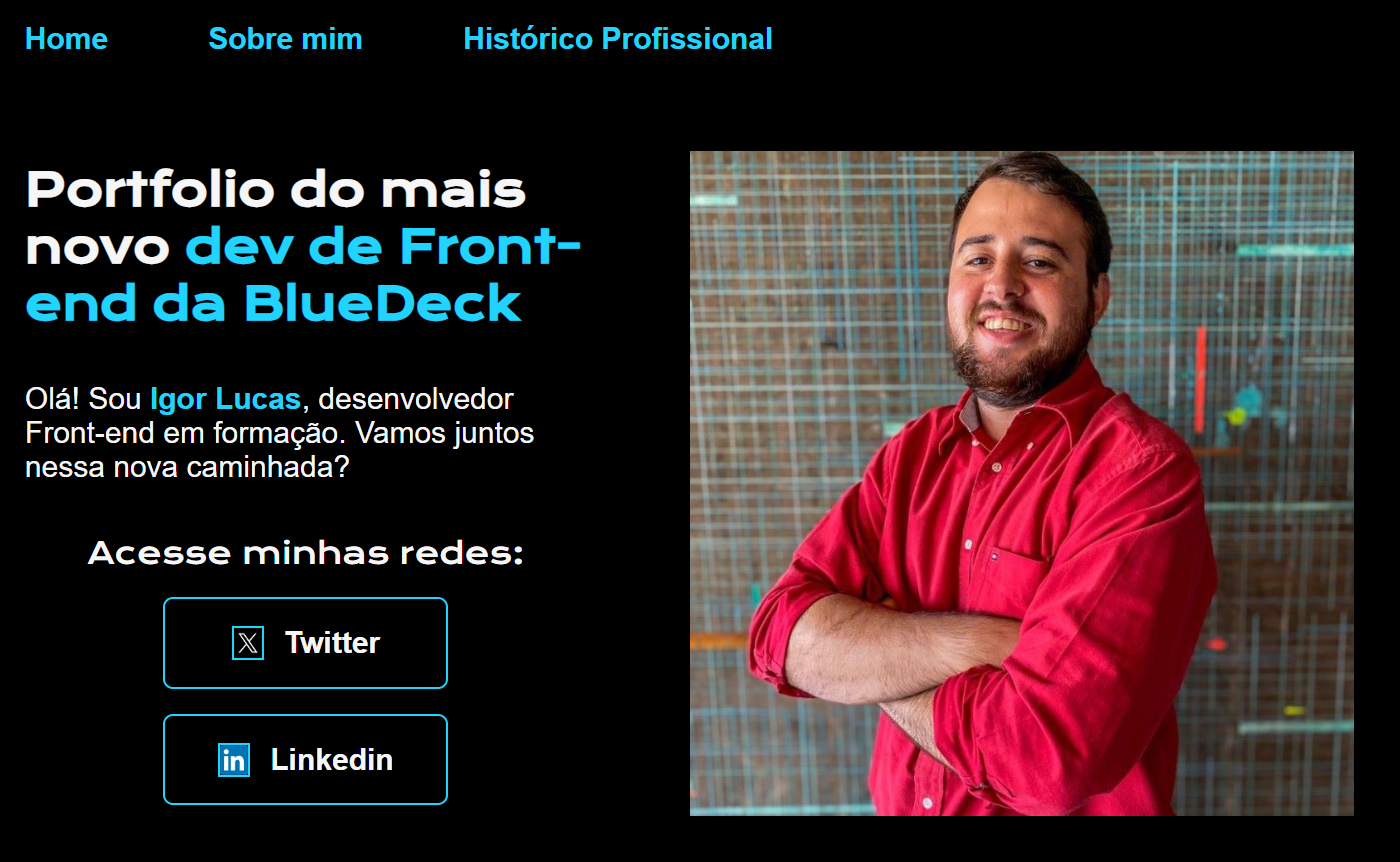 Home Sobre mim Histórico Profissional
Portfolio do mais
novo dev de Front-
end da BlueDeck
Olá! Sou Igor Lucas, desenvolvedor
Front-end em formação. Vamos juntos
nessa nova caminhada?
Acesse minhas redes:
X Twitter
in Linkedin